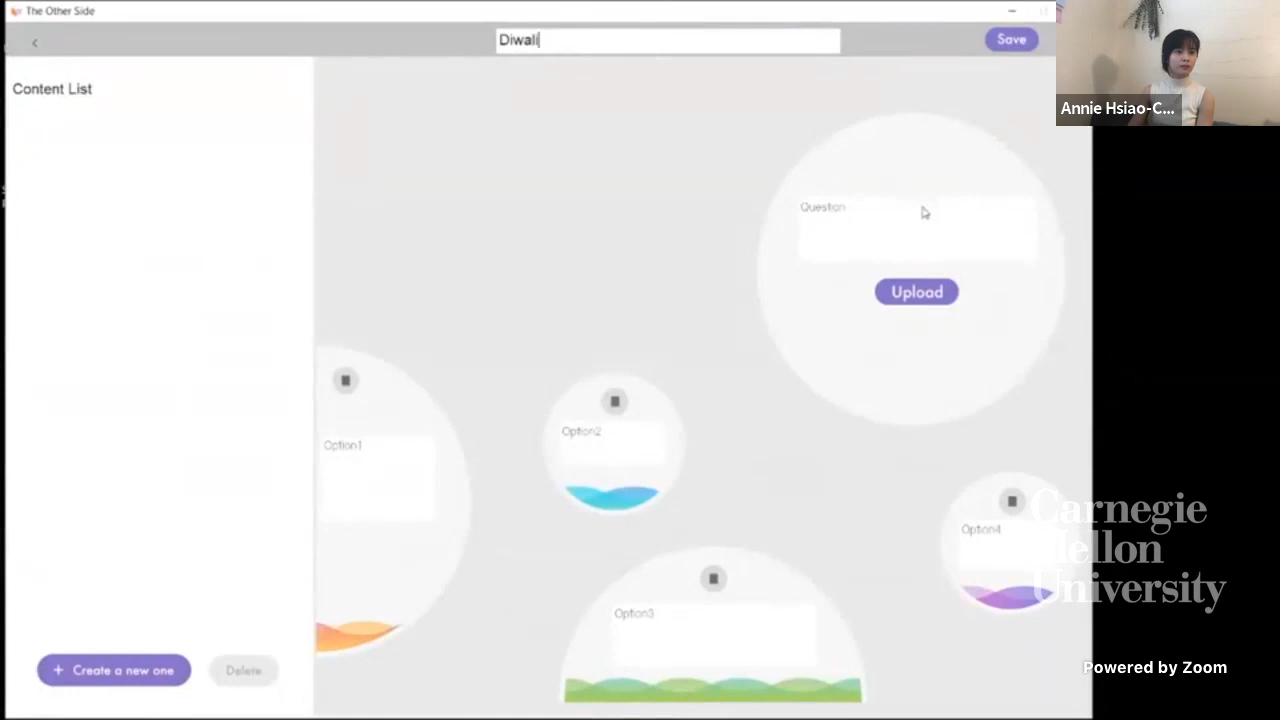 The Other Side
Diwali
Save
Annie Hsiao-C...
Content List
Question
Upload
Option1
Option2
Option4
Option3
Carnegie
Mellon
University
+ Create a new one
Delete
Powered by Zoom